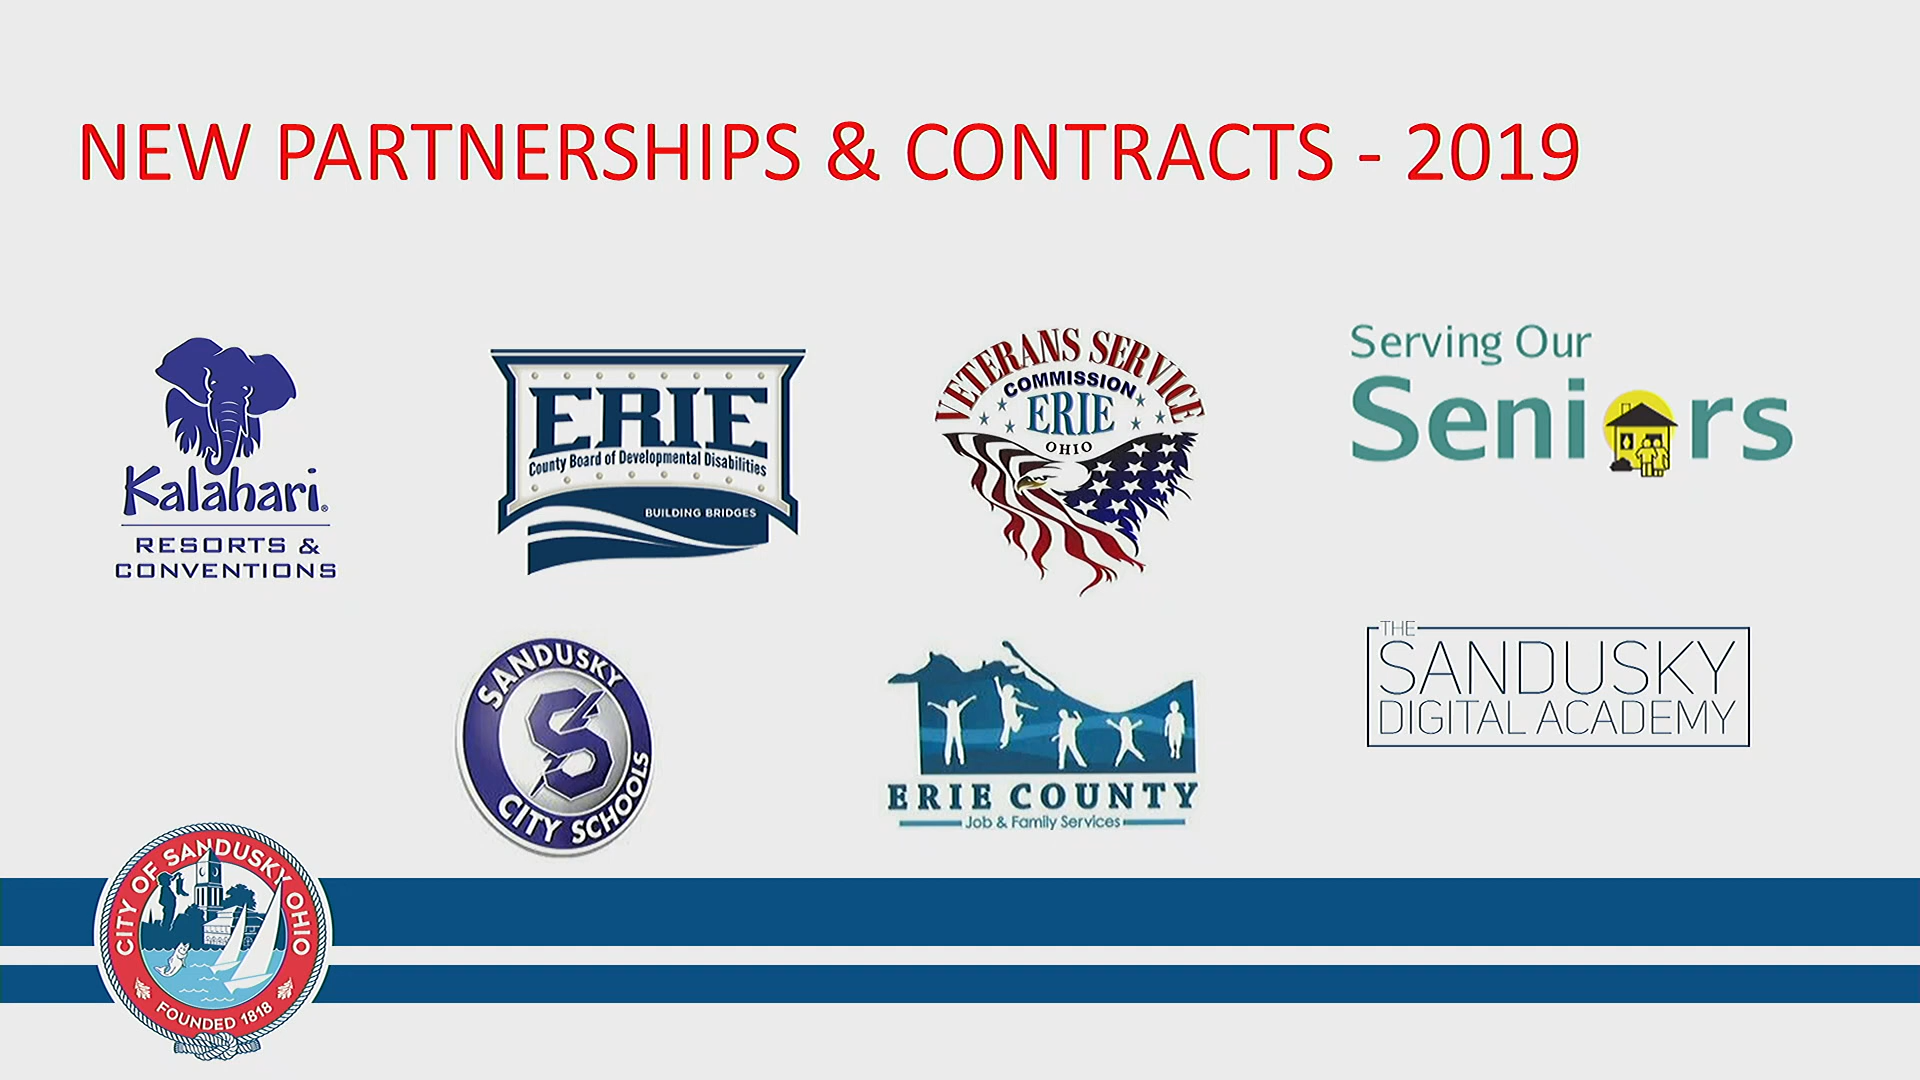 NEW PARTNERSHIPS & CONTRACTS - 2019
Kalahari®
RESORTS &
CONVENTIONS
ERIE
County Board of Developmental Disabilities
BUILDING BRIDGES
VETERANS SERVICE
COMMISSION
ERIE
OHIO
Serving Our
Seniors
SANDUSKY
S
CITY SCHOOLS
ERIE COUNTY
Job & Family Services
THE
SANDUSKY
DIGITAL ACADEMY
CITY OF SANDUSKY OHIO
FOUNDED 1818